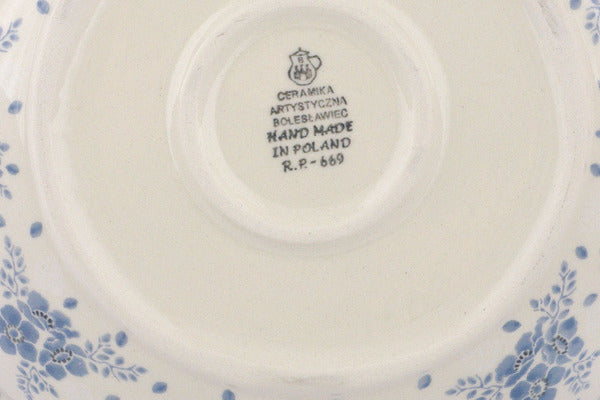 B
CERAMIKA
ARTYSTYCZNA
BOLESŁAWIEC
HAND MADE
IN POLAND
R.P.-669